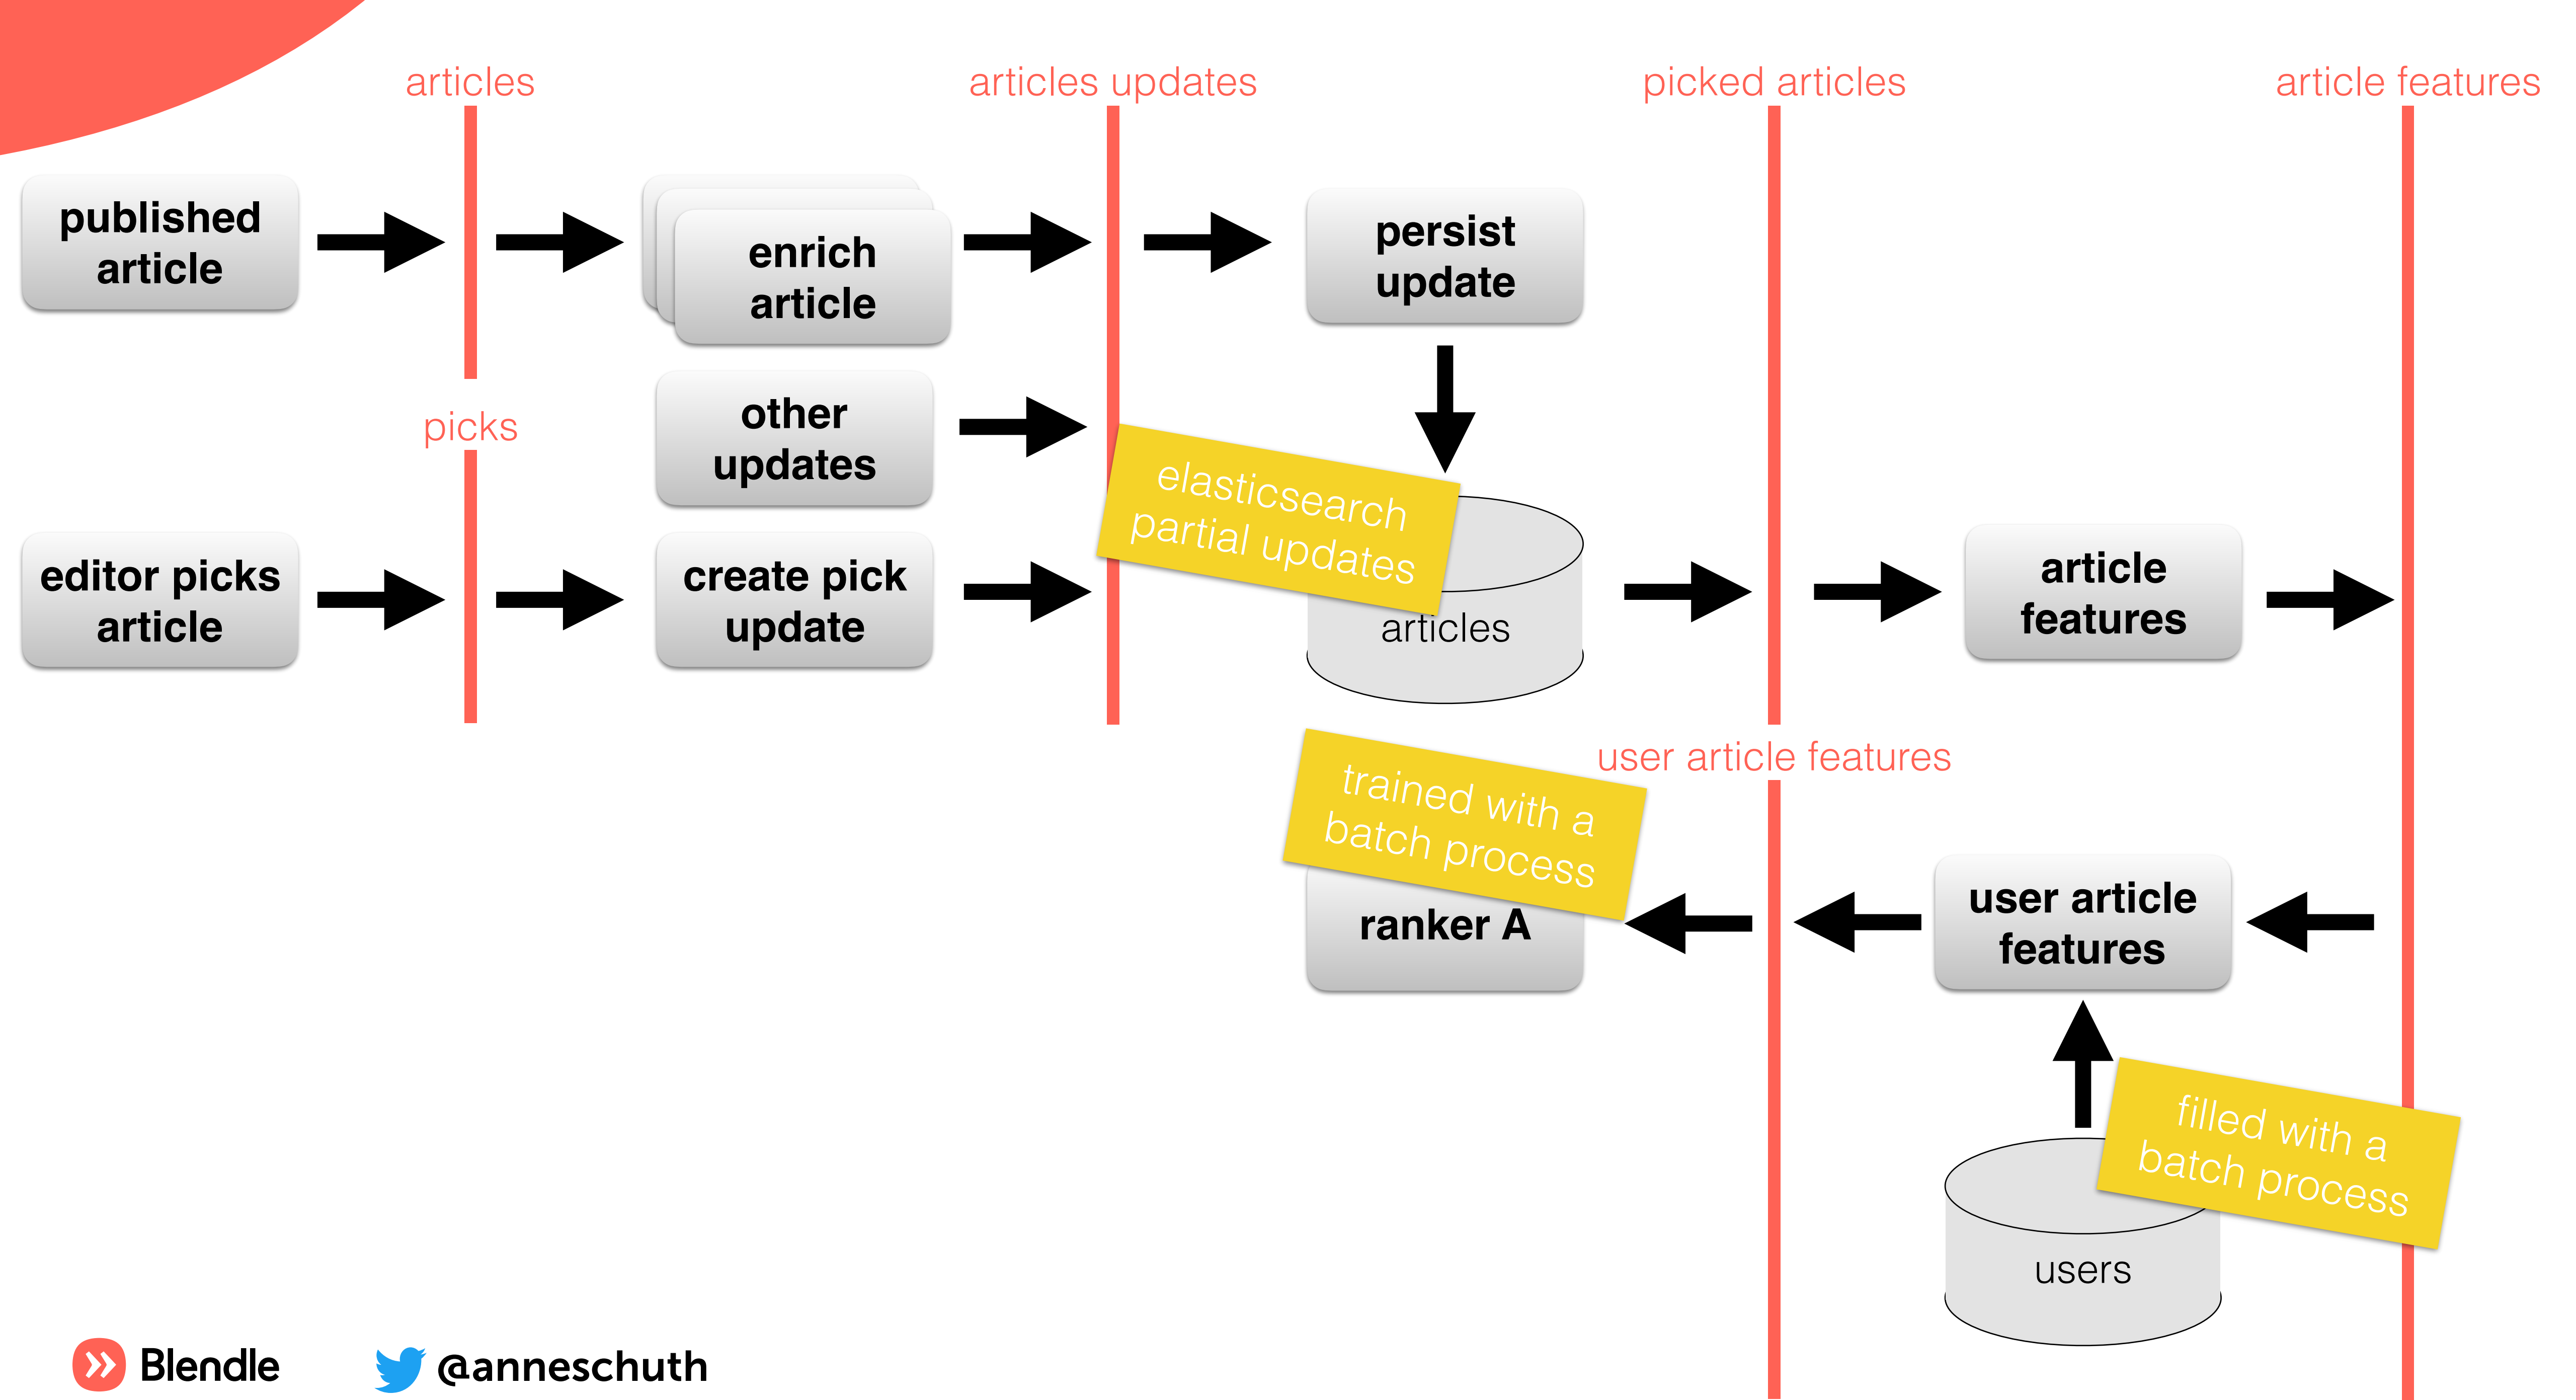 articles
articles updates
picked articles
article features
published
article
enrich
article
persist
update
other
updates
picks
elasticsearch
partial updates
editor picks
article
create pick
update
articles
article
features
user article features
trained with a
batch process
ranker A
user article
features
filled with a
batch process
users
Blendle
@anneschuth